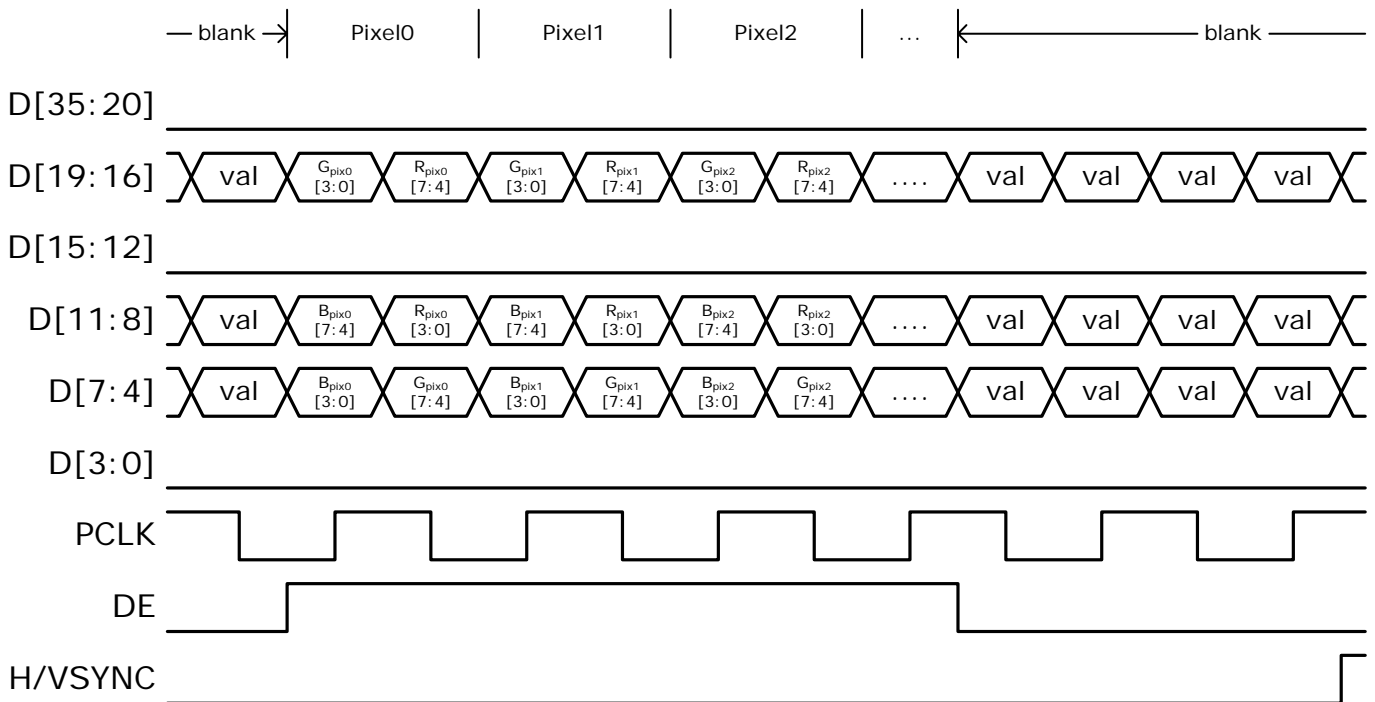 blank Pixel0 Pixel1 Pixel2 ... blank
D[35:20]
D[19:16] val Gpix0 [3:0] Rpix0 [7:4] Gpix1 [3:0] Rpix1 [7:4] Gpix2 [3:0] Rpix2 [7:4] .... val val val val
D[15:12]
D[11:8] val Bpix0 [7:4] Rpix0 [3:0] Bpix1 [7:4] Rpix1 [3:0] Bpix2 [7:4] Rpix2 [3:0] .... val val val val
D[7:4] val Bpix0 [3:0] Gpix0 [7:4] Bpix1 [3:0] Gpix1 [7:4] Bpix2 [3:0] Gpix2 [7:4] .... val val val val
D[3:0]
PCLK
DE
H/VSYNC